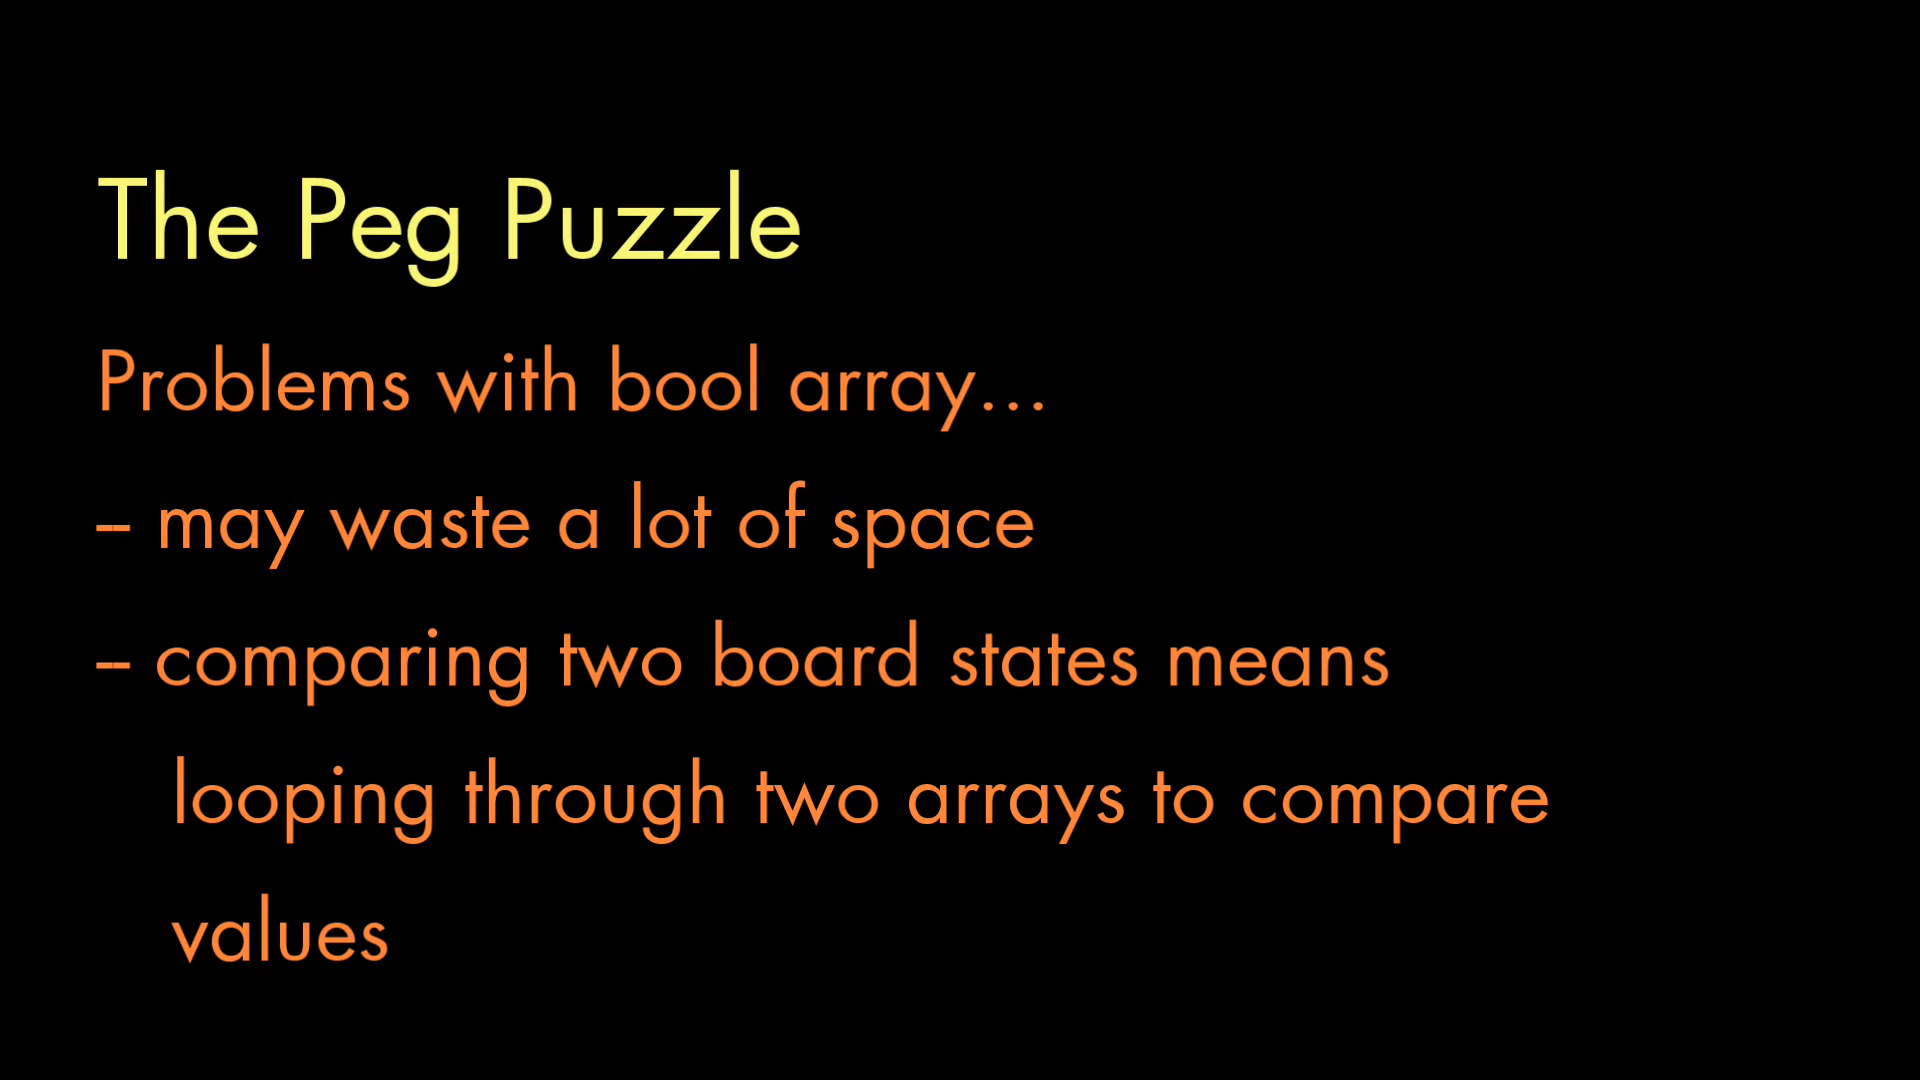 The Peg Puzzle
Problems with bool array...
-- may waste a lot of space
-- comparing two board states means
looping through two arrays to compare
values